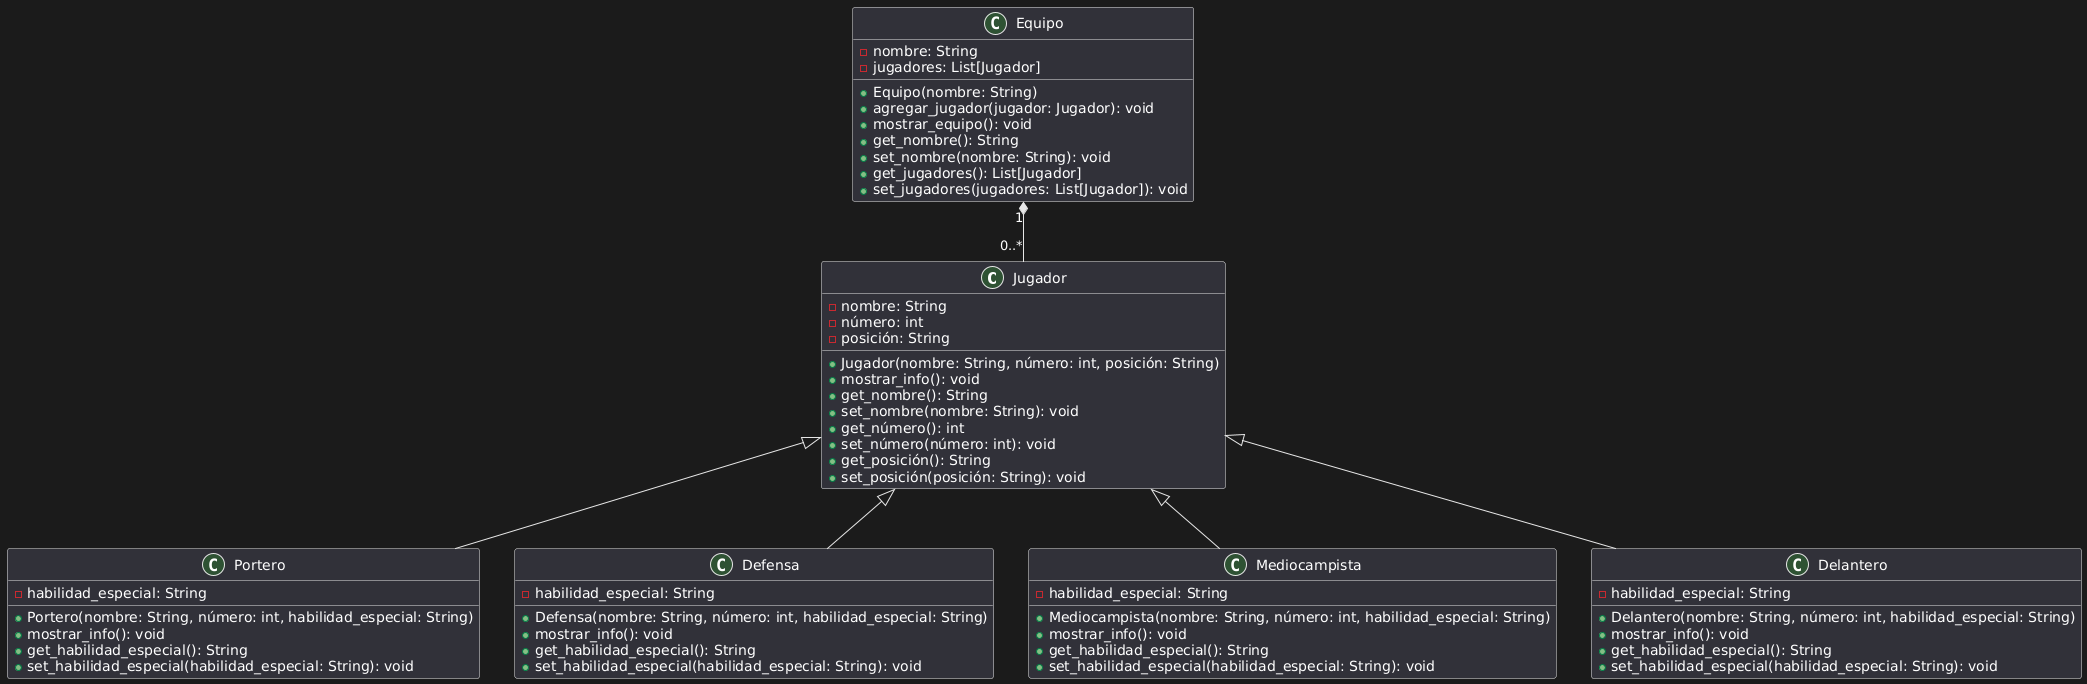 C Equipo
nombre: String
jugadores: List[Jugador]
Equipo(nombre: String)
agregar_jugador(jugador: Jugador): void
mostrar_equipo(): void
get_nombre(): String
set_nombre(nombre: String): void
get_jugadores(): List[Jugador]
set_jugadores(jugadores: List[Jugador]): void
1
0..*
C Jugador
nombre: String
número: int
posición: String
Jugador(nombre: String, número: int, posición: String)
mostrar_info(): void
get_nombre(): String
set_nombre(nombre: String): void
get_número(): int
set_número(número: int): void
get_posición(): String
set_posición(posición: String): void
C Portero
habilidad_especial: String
Portero(nombre: String, número: int, habilidad_especial: String)
mostrar_info(): void
get_habilidad_especial(): String
set_habilidad_especial(habilidad_especial: String): void
C Defensa
habilidad_especial: String
Defensa(nombre: String, número: int, habilidad_especial: String)
mostrar_info(): void
get_habilidad_especial(): String
set_habilidad_especial(habilidad_especial: String): void
C Mediocampista
habilidad_especial: String
Mediocampista(nombre: String, número: int, habilidad_especial: String)
mostrar_info(): void
get_habilidad_especial(): String
set_habilidad_especial(habilidad_especial: String): void
C Delantero
habilidad_especial: String
Delantero(nombre: String, número: int, habilidad_especial: String)
mostrar_info(): void
get_habilidad_especial(): String
set_habilidad_especial(habilidad_especial: String): void